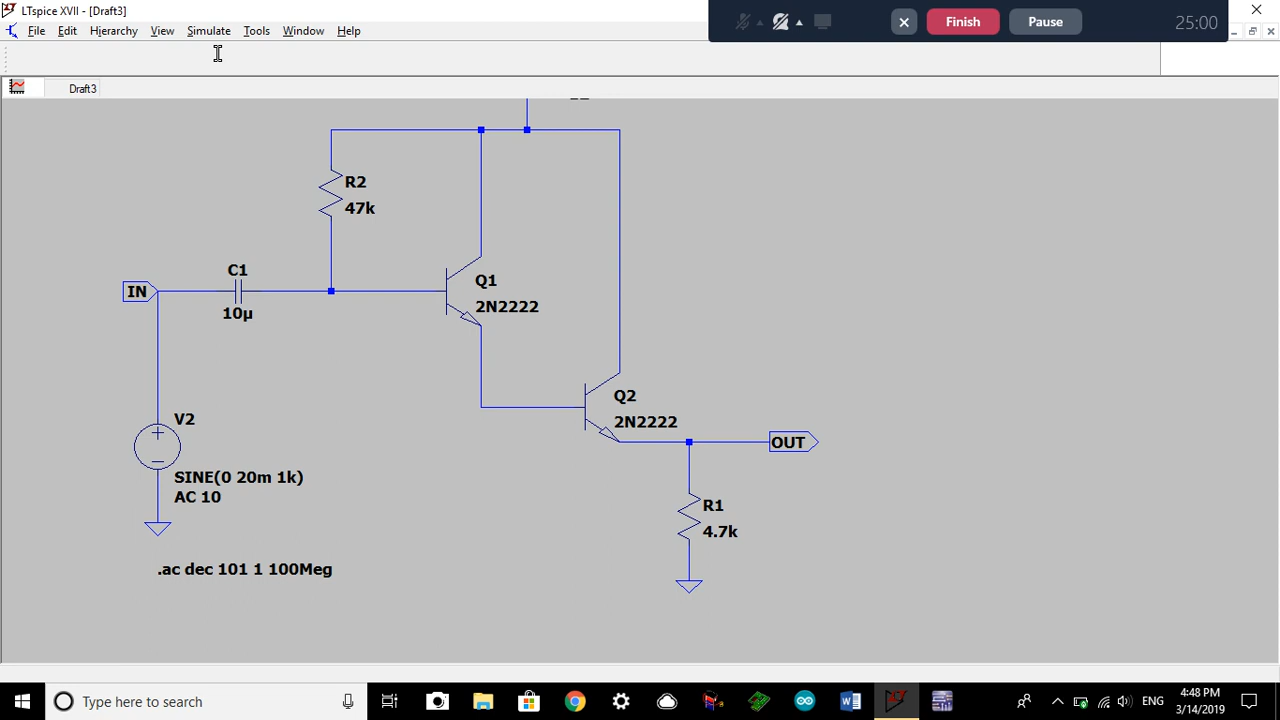 LTspice XVII - [Draft3]
Finish
Pause
25:00
File Edit Hierarchy View Simulate Tools Window Help
Draft3
R2
47k
C1
10µ
IN
Q1
2N2222
Q2
2N2222
OUT
V2
SINE(0 20m 1k)
AC 10
R1
4.7k
.ac dec 101 1 100Meg
Type here to search
ENG
4:48 PM
3/14/2019